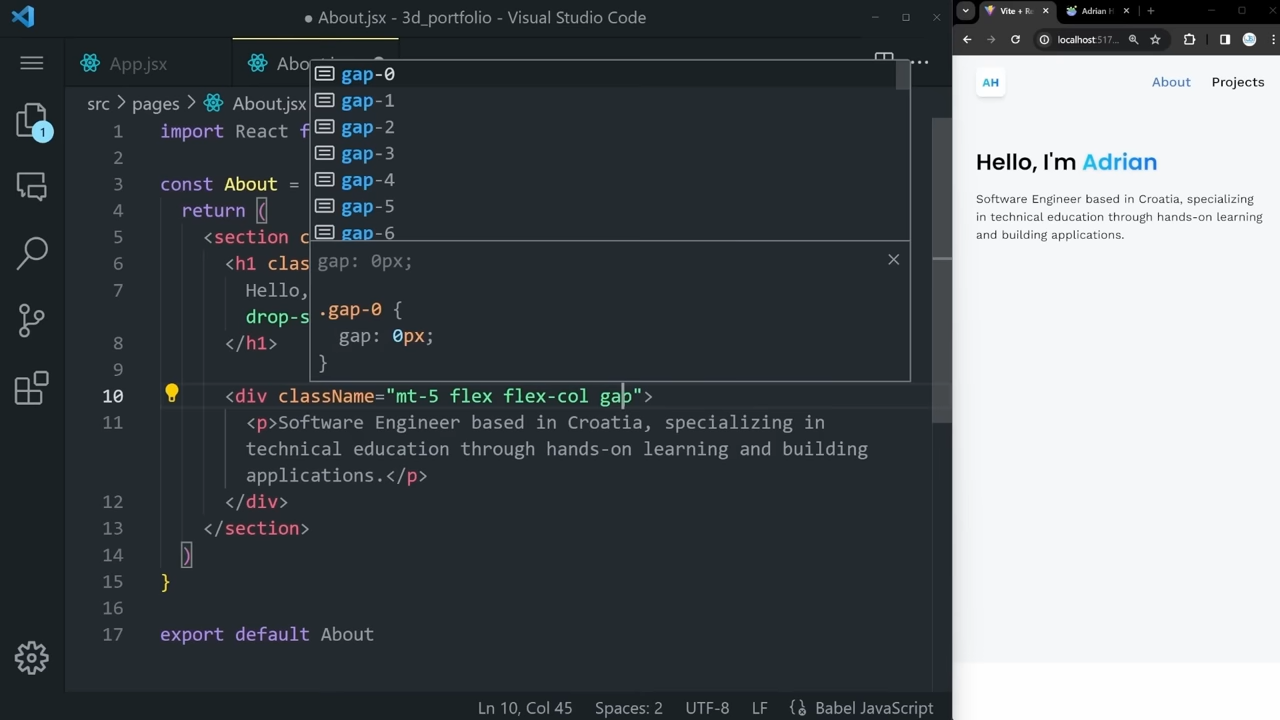 ● About.jsx - 3d_portfolio - Visual Studio Code
App.jsx
Abou
src > pages > About.jsx
1 import React f
2
3 const About =
4 return (
5 <section c
6 <h1 clas
7 Hello,
drop-s
8 </h1>
9
10 <div className="mt-5 flex flex-col gap">
11 <p>Software Engineer based in Croatia, specializing in
technical education through hands-on learning and building
applications.</p>
12 </div>
13 </section>
14 )
15 }
16
17 export default About
gap-0
gap-1
gap-2
gap-3
gap-4
gap-5
gap-6
gap: 0px;
.gap-0 {
gap: 0px;
}
1
Ln 10, Col 45
Spaces: 2
UTF-8
LF
Babel JavaScript
Vite + Re
Adrian H
localhost:517...
AH
About
Projects
Hello, I'm Adrian
Software Engineer based in Croatia, specializing
in technical education through hands-on learning
and building applications.